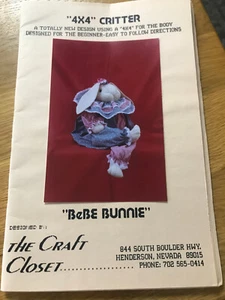 "4X4" CRITTER
A TOTALLY NEW DESIGN USING A "4X4" FOR THE BODY
DESIGNED FOR THE BEGINNER-EASY TO FOLLOW DIRECTIONS
"BeBE BUNNIE"
DESIGNED BY:
the Craft
Closet.................
844 SOUTH BOULDER HWY.
HENDERSON, NEVADA 89015
PHONE: 702 565-0414